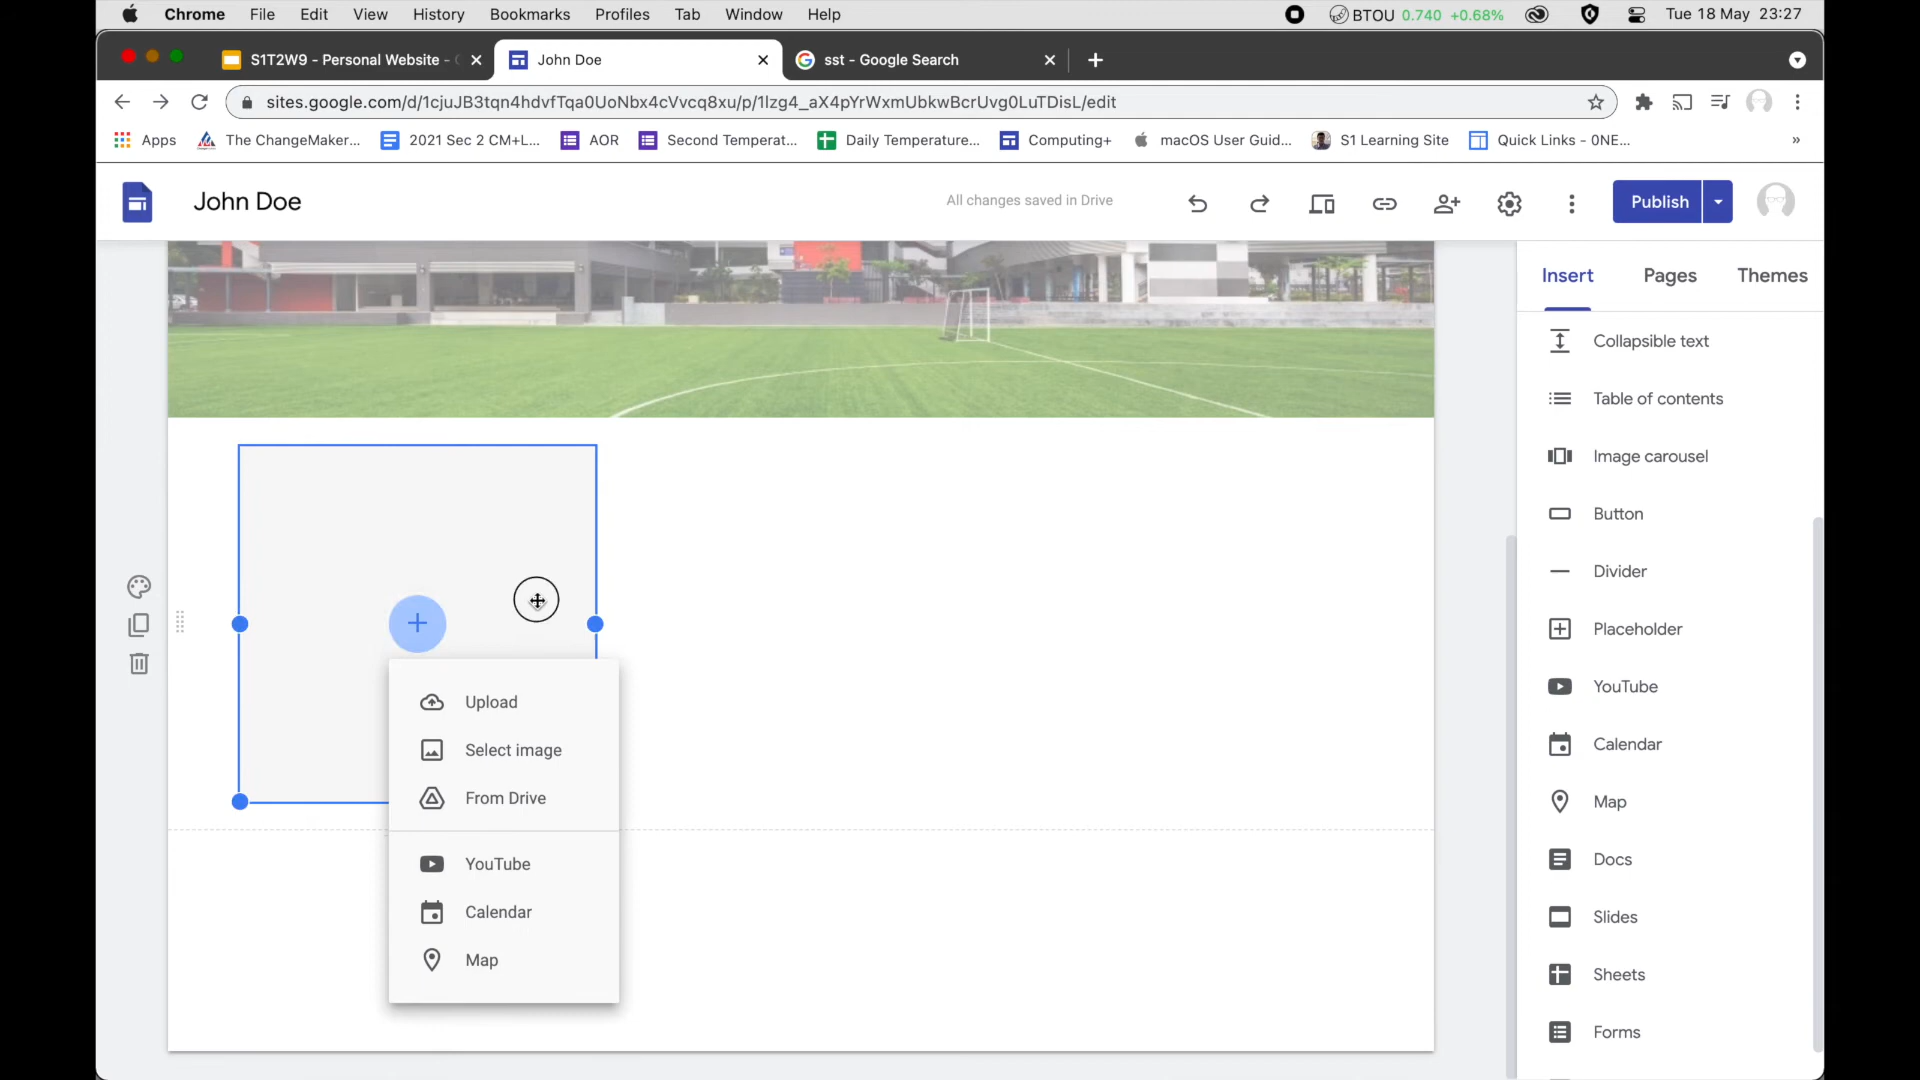 Chrome File Edit View History Bookmarks Profiles Tab Window Help BTOU 0.740 +0.68% Tue 18 May 23:27
S1T2W9 - Personal Website - John Doe sst - Google Search
sites.google.com/d/1cjuJB3tqn4hdvfTqa0UoNbx4cVvcq8xu/p/1lzg4_aX4pYrWxmUbkwBcrUvg0LuTDisL/edit
Apps The ChangeMaker... 2021 Sec 2 CM+L... AOR Second Temperat... Daily Temperature... Computing+ macOS User Guid... S1 Learning Site Quick Links - 0NE... »
John Doe All changes saved in Drive Publish
Insert Pages Themes
Collapsible text
Table of contents
Image carousel
Button
Divider
Placeholder
YouTube
Calendar
Map
Docs
Slides
Sheets
Forms
Upload
Select image
From Drive
YouTube
Calendar
Map